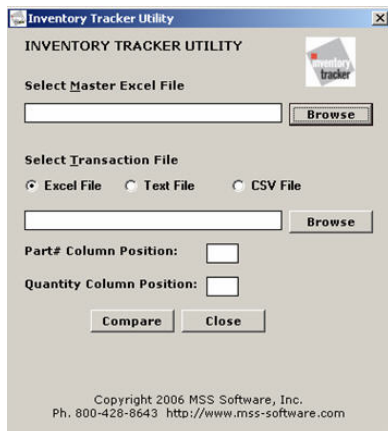 Inventory Tracker Utility
INVENTORY TRACKER UTILITY
inventory
tracker
Select Master Excel File
Browse
Select Transaction File
Excel File Text File CSV File
Browse
Part# Column Position:
Quantity Column Position:
Compare Close
Copyright 2006 MSS Software, Inc.
Ph. 800-428-8643 http://www.mss-software.com